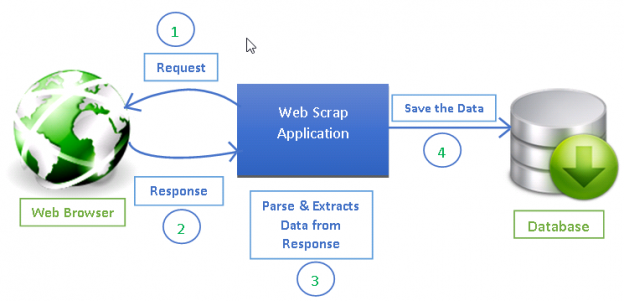 1
Request
Web Scrap
Application
Save the Data
4
Response
2
Web Browser
Parse & Extracts
Data from
Response
3
Database